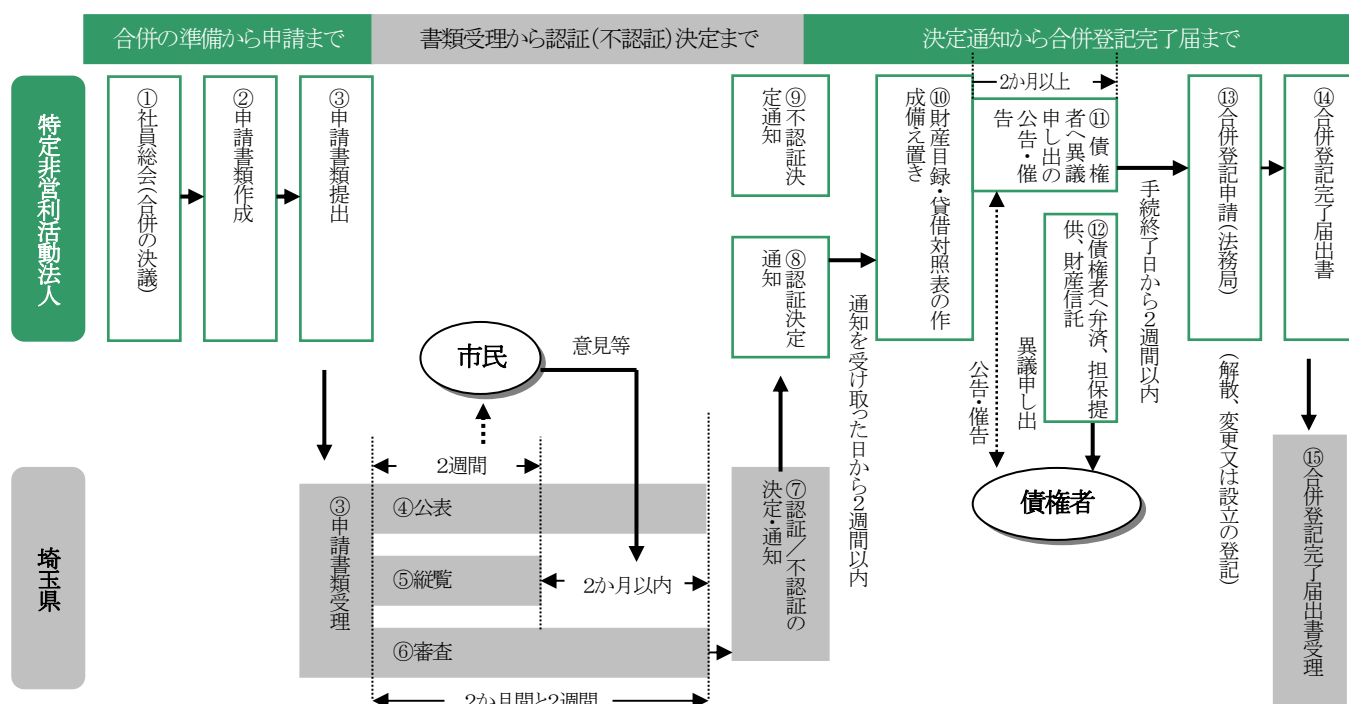 合併の準備から申請まで
書類受理から認証(不認証)決定まで
決定通知から合併登記完了届まで
特定非営利活動法人
①社員総会(合併の決議)
②申請書類作成
③申請書類提出
⑨不認証決
定通知
⑧認証決定
通知
通知を受け取った日から2週間以内
⑩財産目録・貸借対照表の作
成備え置き
2か月以上
⑪債権
者へ異議
申し出の
公告・催
告
⑫債権者へ弁済、担保提
供、財産信託
手続終了日から2週間以内
⑬合併登記申請(法務局)
(解散、変更又は設立の登記)
⑭合併登記完了届出書
市民
意見等
公告・催告
異議申し出
債権者
埼玉県
③申請書類受理
2週間
④公表
⑤縦覧
2か月以内
⑥審査
2か月間と2週間
⑦認証/不認証の
決定・通知
⑮合併登記完了届出書受理